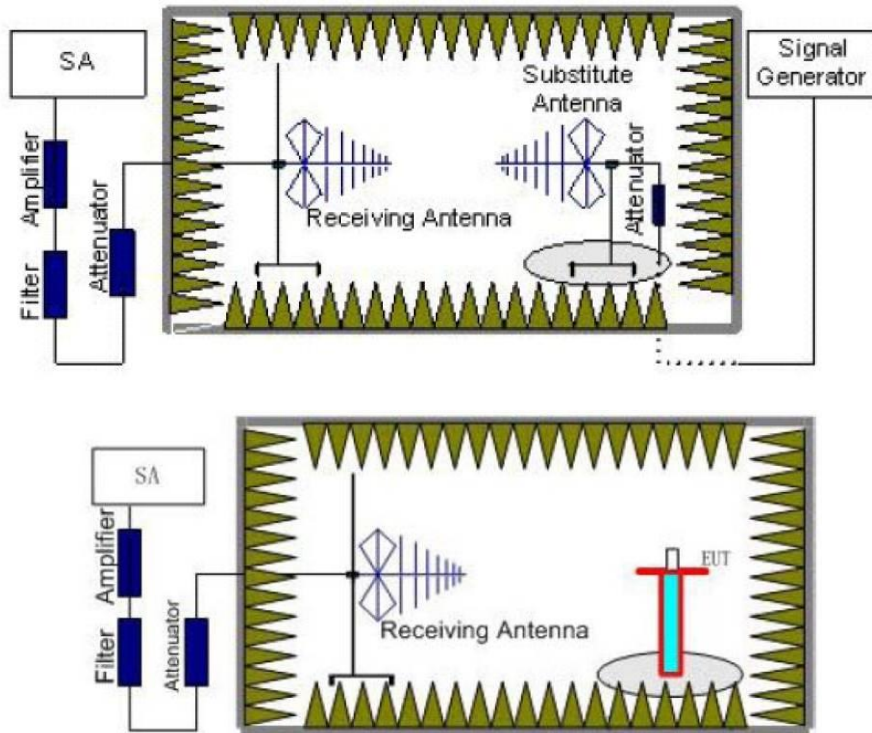 SA
Substitute
Antenna
Signal
Generator
Amplifier
Filter
Attenuator
Receiving Antenna
Attenuator
SA
Amplifier
Filter
Attenuator
Receiving Antenna
EUT